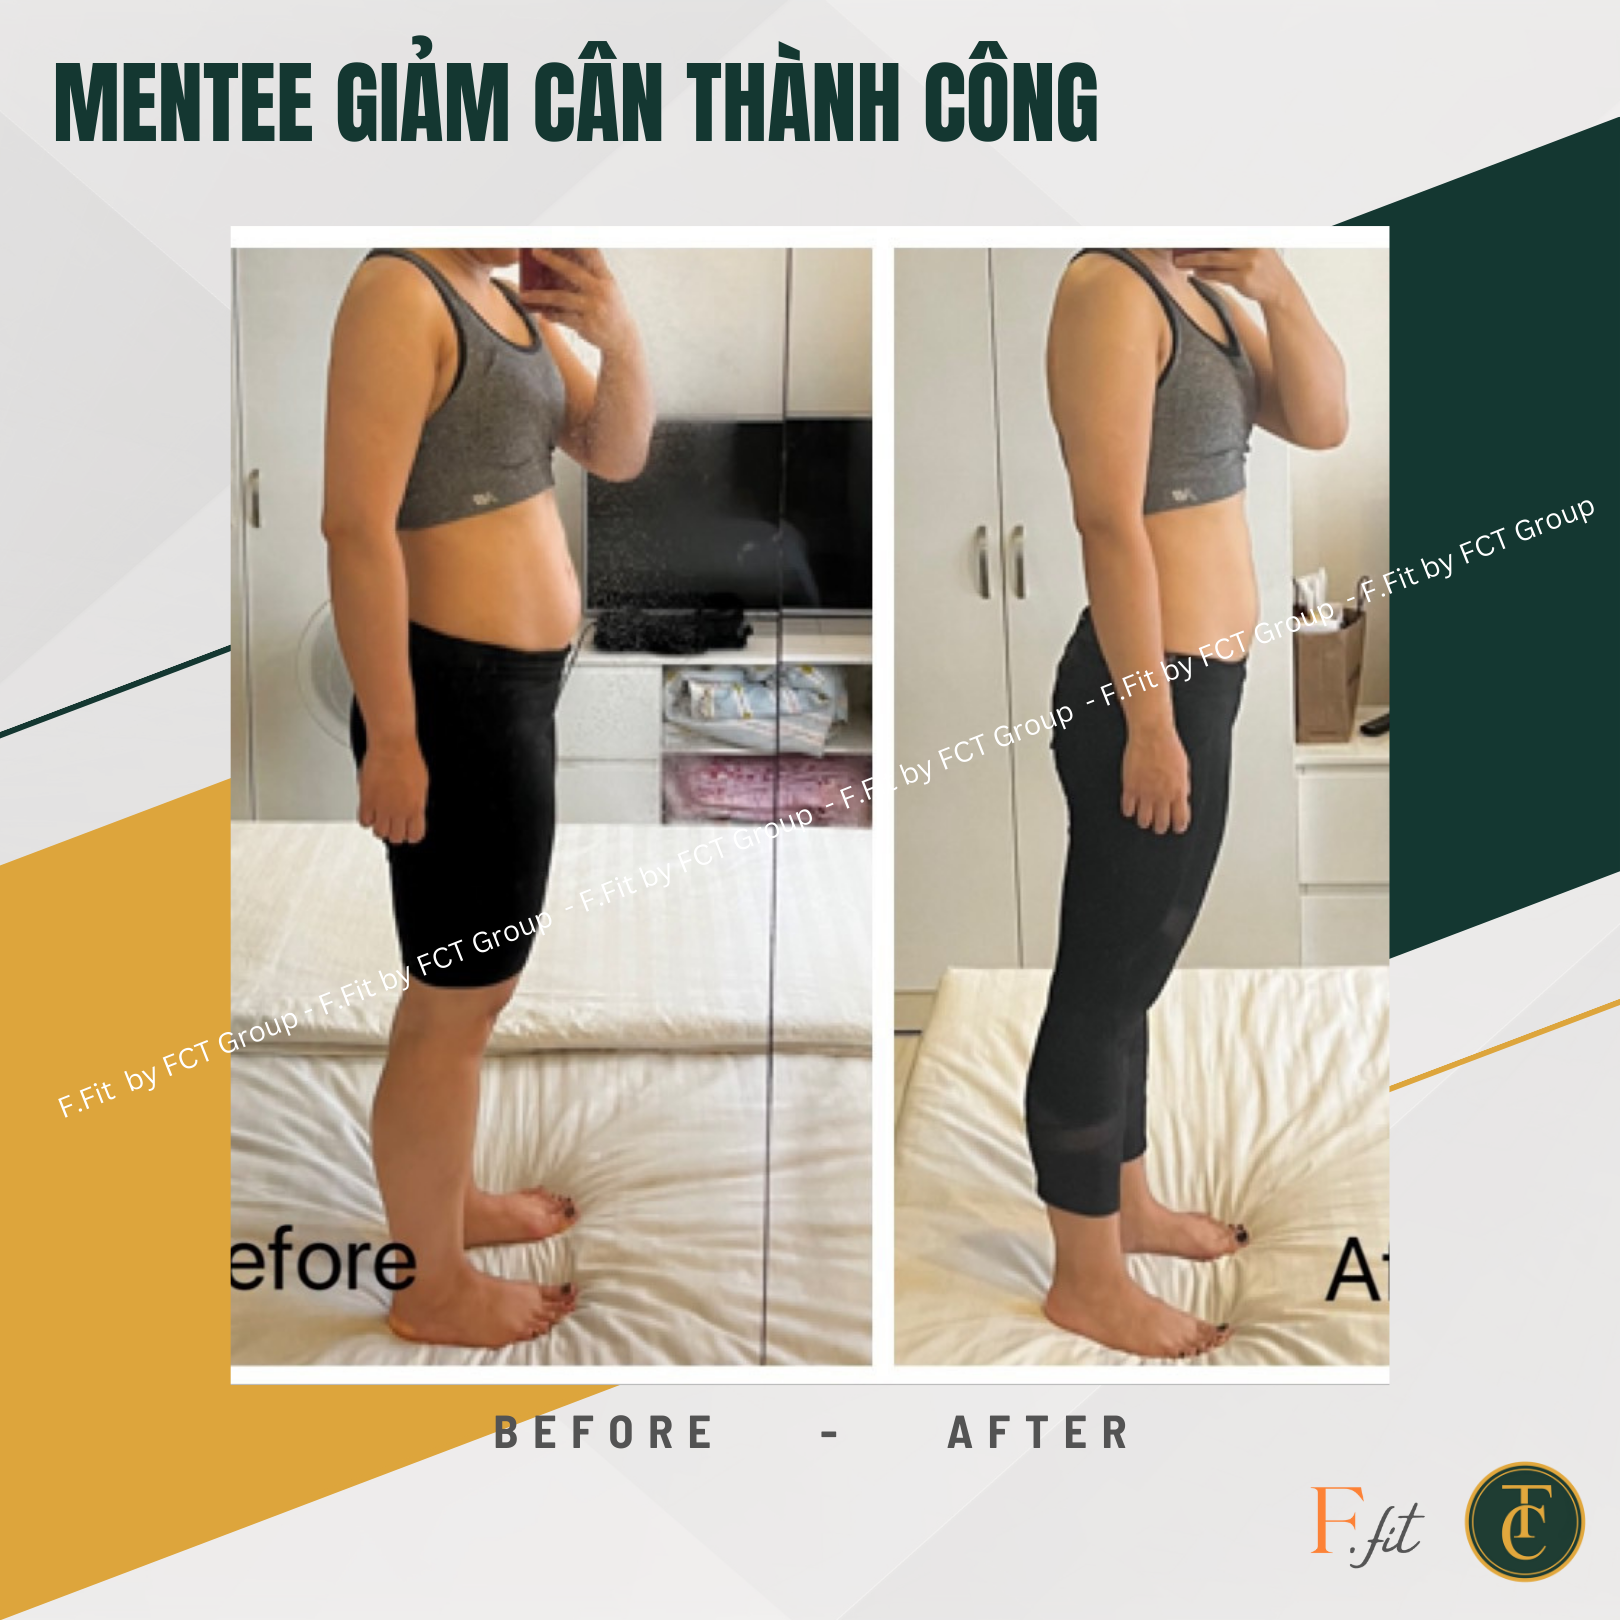 MENTEE GIẢM CÂN THÀNH CÔNG
F.Fit by FCT Group - F.Fit by FCT Group - F.Fit by FCT Group - F.Fit by FCT Group - F.Fit by FCT Group - F.Fit by FCT Group
efore
Af
BEFORE - AFTER
F.fit